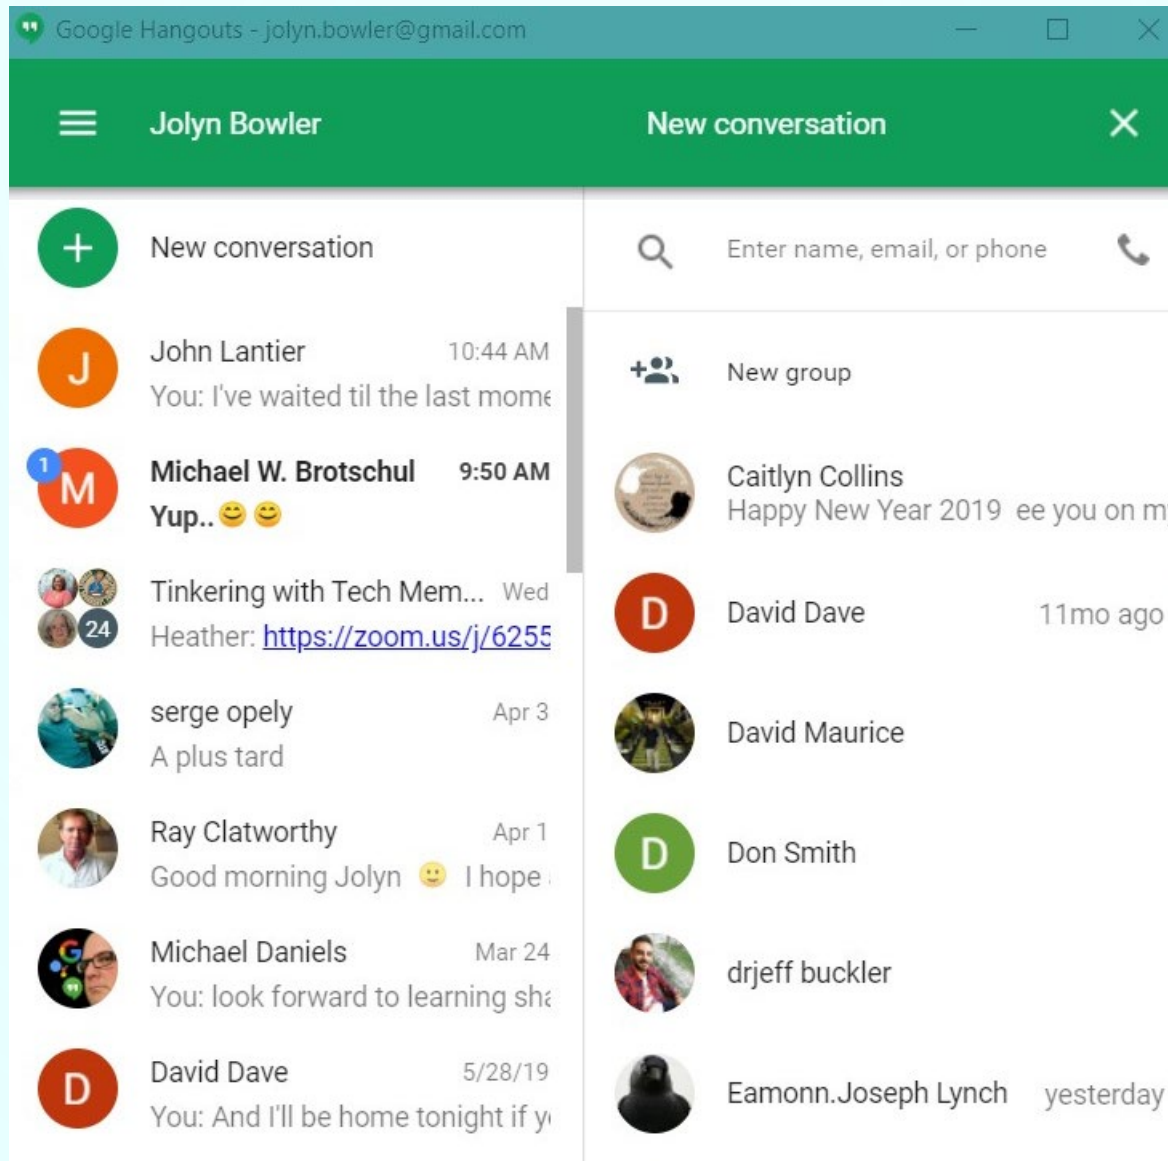 Google Hangouts - jolyn.bowler@gmail.com
Jolyn Bowler
New conversation
New conversation
J
John Lantier 10:44 AM
You: I've waited til the last mome
1
M
Michael W. Brotschul 9:50 AM
Yup..😊 😊
Tinkering with Tech Mem... Wed
24
Heather: https://zoom.us/j/6255
serge opely Apr 3
A plus tard
Ray Clatworthy Apr 1
Good morning Jolyn 🙂 I hope
Michael Daniels Mar 24
You: look forward to learning sha
D
David Dave 5/28/19
You: And I'll be home tonight if y
Enter name, email, or phone
New group
Caitlyn Collins
Happy New Year 2019 ee you on my
D
David Dave 11mo ago
David Maurice
D
Don Smith
drjeff buckler
Eamonn.Joseph Lynch yesterday